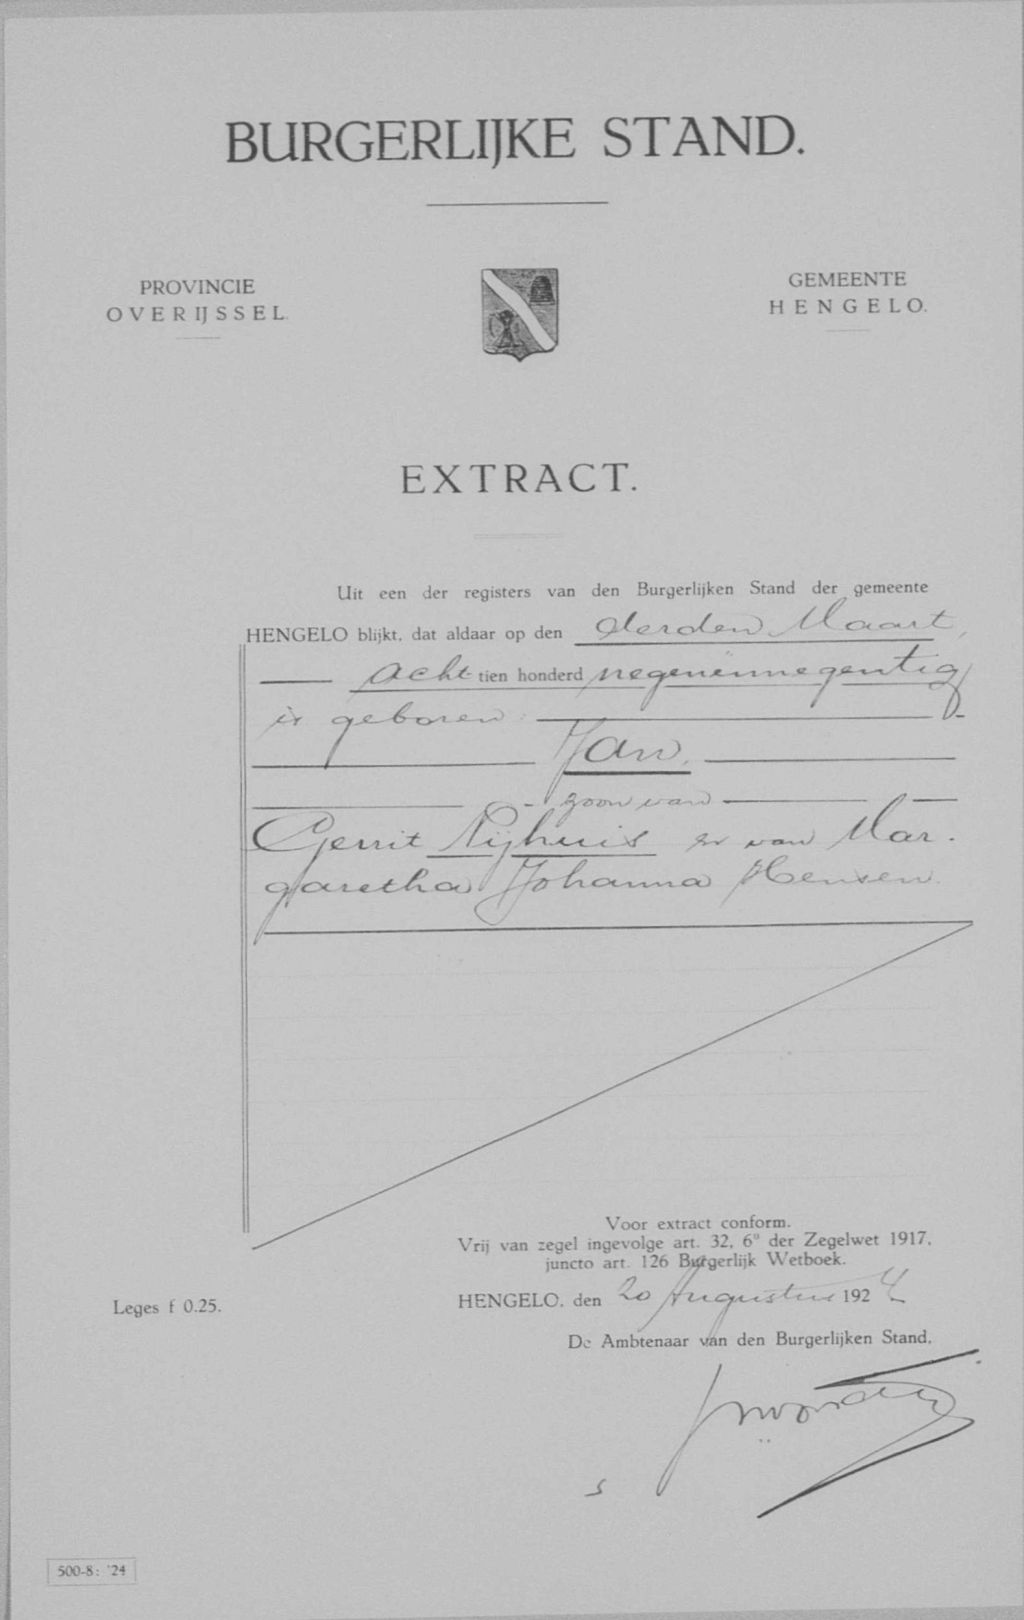 BURGERLIJKE STAND.
PROVINCIE
OVERIJSSEL.
GEMEENTE
HENGELO.
EXTRACT.
Uit een der registers van den Burgerlijken Stand der gemeente
HENGELO blijkt, dat aldaar op den derden Maart,
acht tien honderd negenennegentig
is geboren:
Jan,
zoon van
Gerrit Nijhuis en van Mar-
garetha Johanna Hensen.
Voor extract conform.
Vrij van zegel ingevolge art. 32, 6° der Zegelwet 1917,
juncto art. 126 Burgerlijk Wetboek.
Leges f 0.25.
HENGELO, den 20 Augustus 1924
De Ambtenaar van den Burgerlijken Stand,
s
500-8: '24